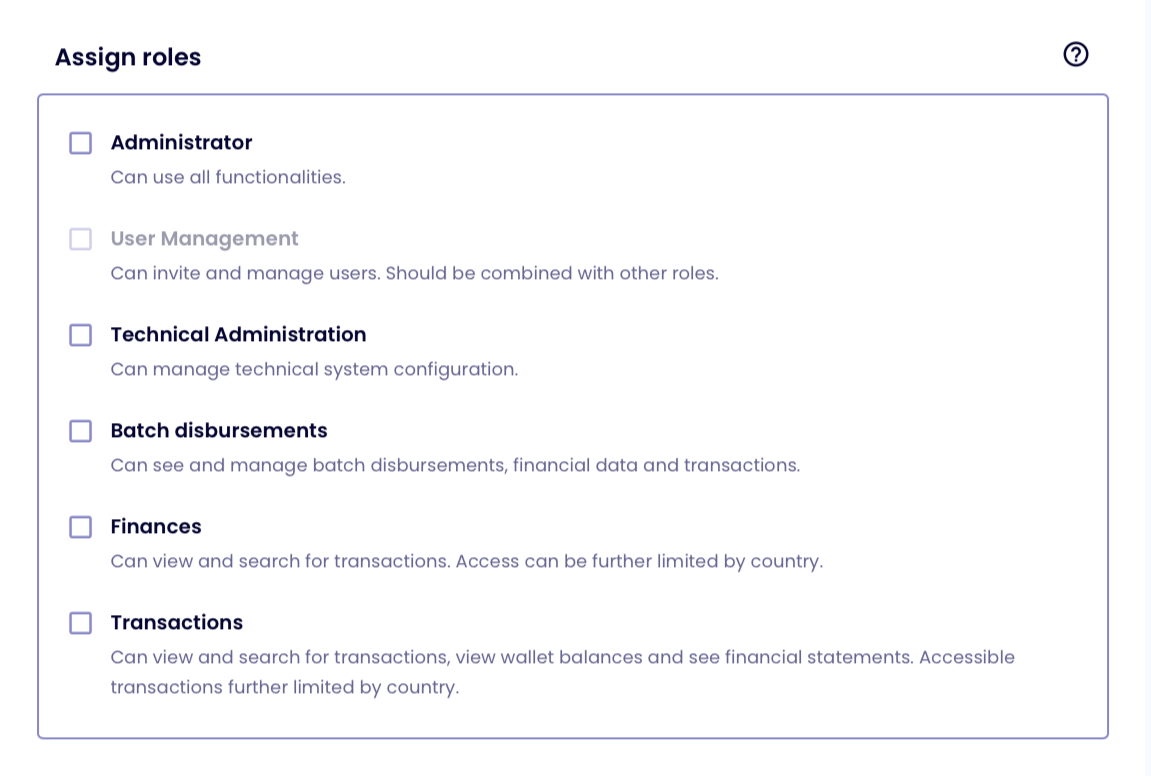 Assign roles
Administrator
Can use all functionalities.
User Management
Can invite and manage users. Should be combined with other roles.
Technical Administration
Can manage technical system configuration.
Batch disbursements
Can see and manage batch disbursements, financial data and transactions.
Finances
Can view and search for transactions. Access can be further limited by country.
Transactions
Can view and search for transactions, view wallet balances and see financial statements. Accessible
transactions further limited by country.